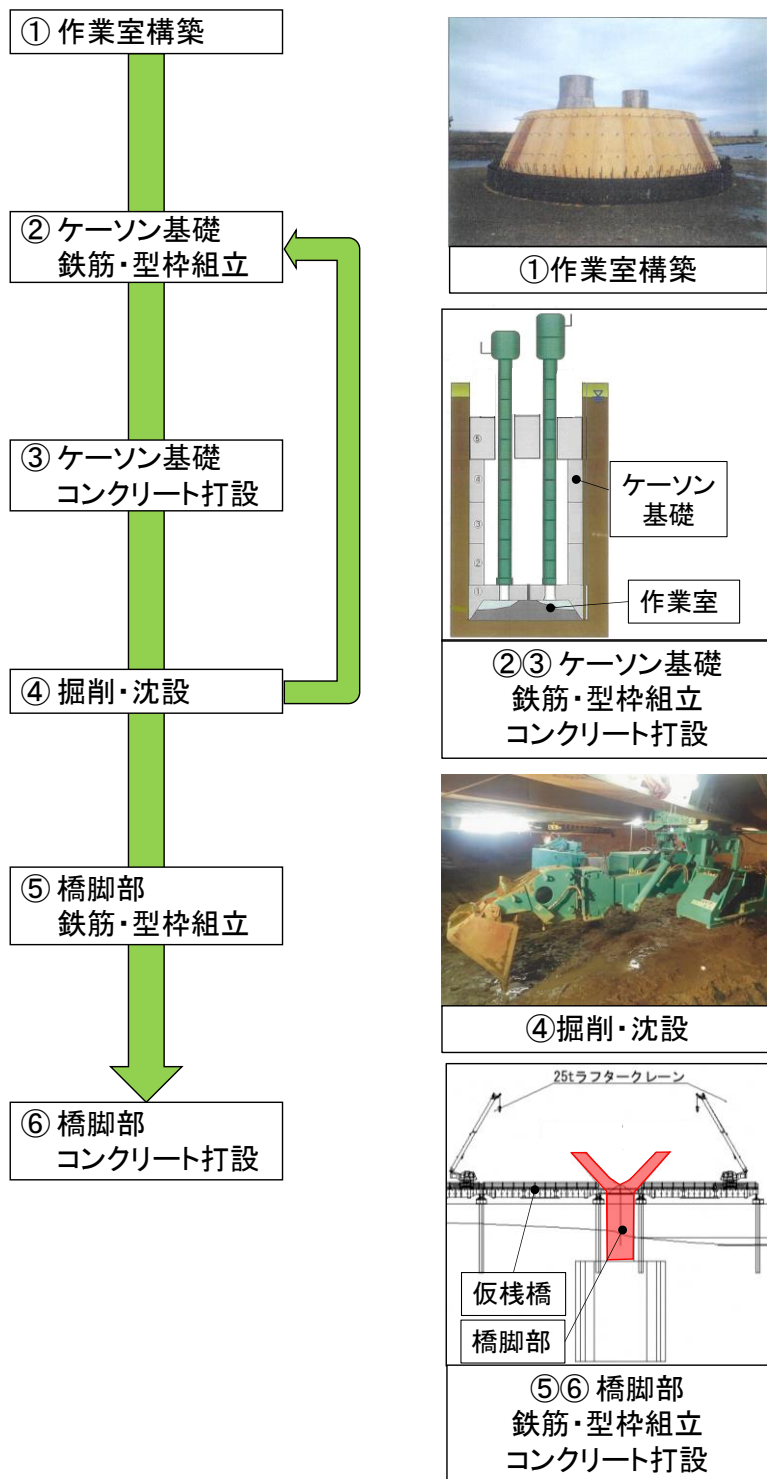 ① 作業室構築
② ケーソン基礎
鉄筋・型枠組立
③ ケーソン基礎
コンクリート打設
④ 掘削・沈設
⑤ 橋脚部
鉄筋・型枠組立
⑥ 橋脚部
コンクリート打設
①作業室構築
⑤
④
③
②
①
ケーソン
基礎
作業室
②③ ケーソン基礎
鉄筋・型枠組立
コンクリート打設
④掘削・沈設
25tラフタークレーン
仮桟橋
橋脚部
⑤⑥ 橋脚部
鉄筋・型枠組立
コンクリート打設